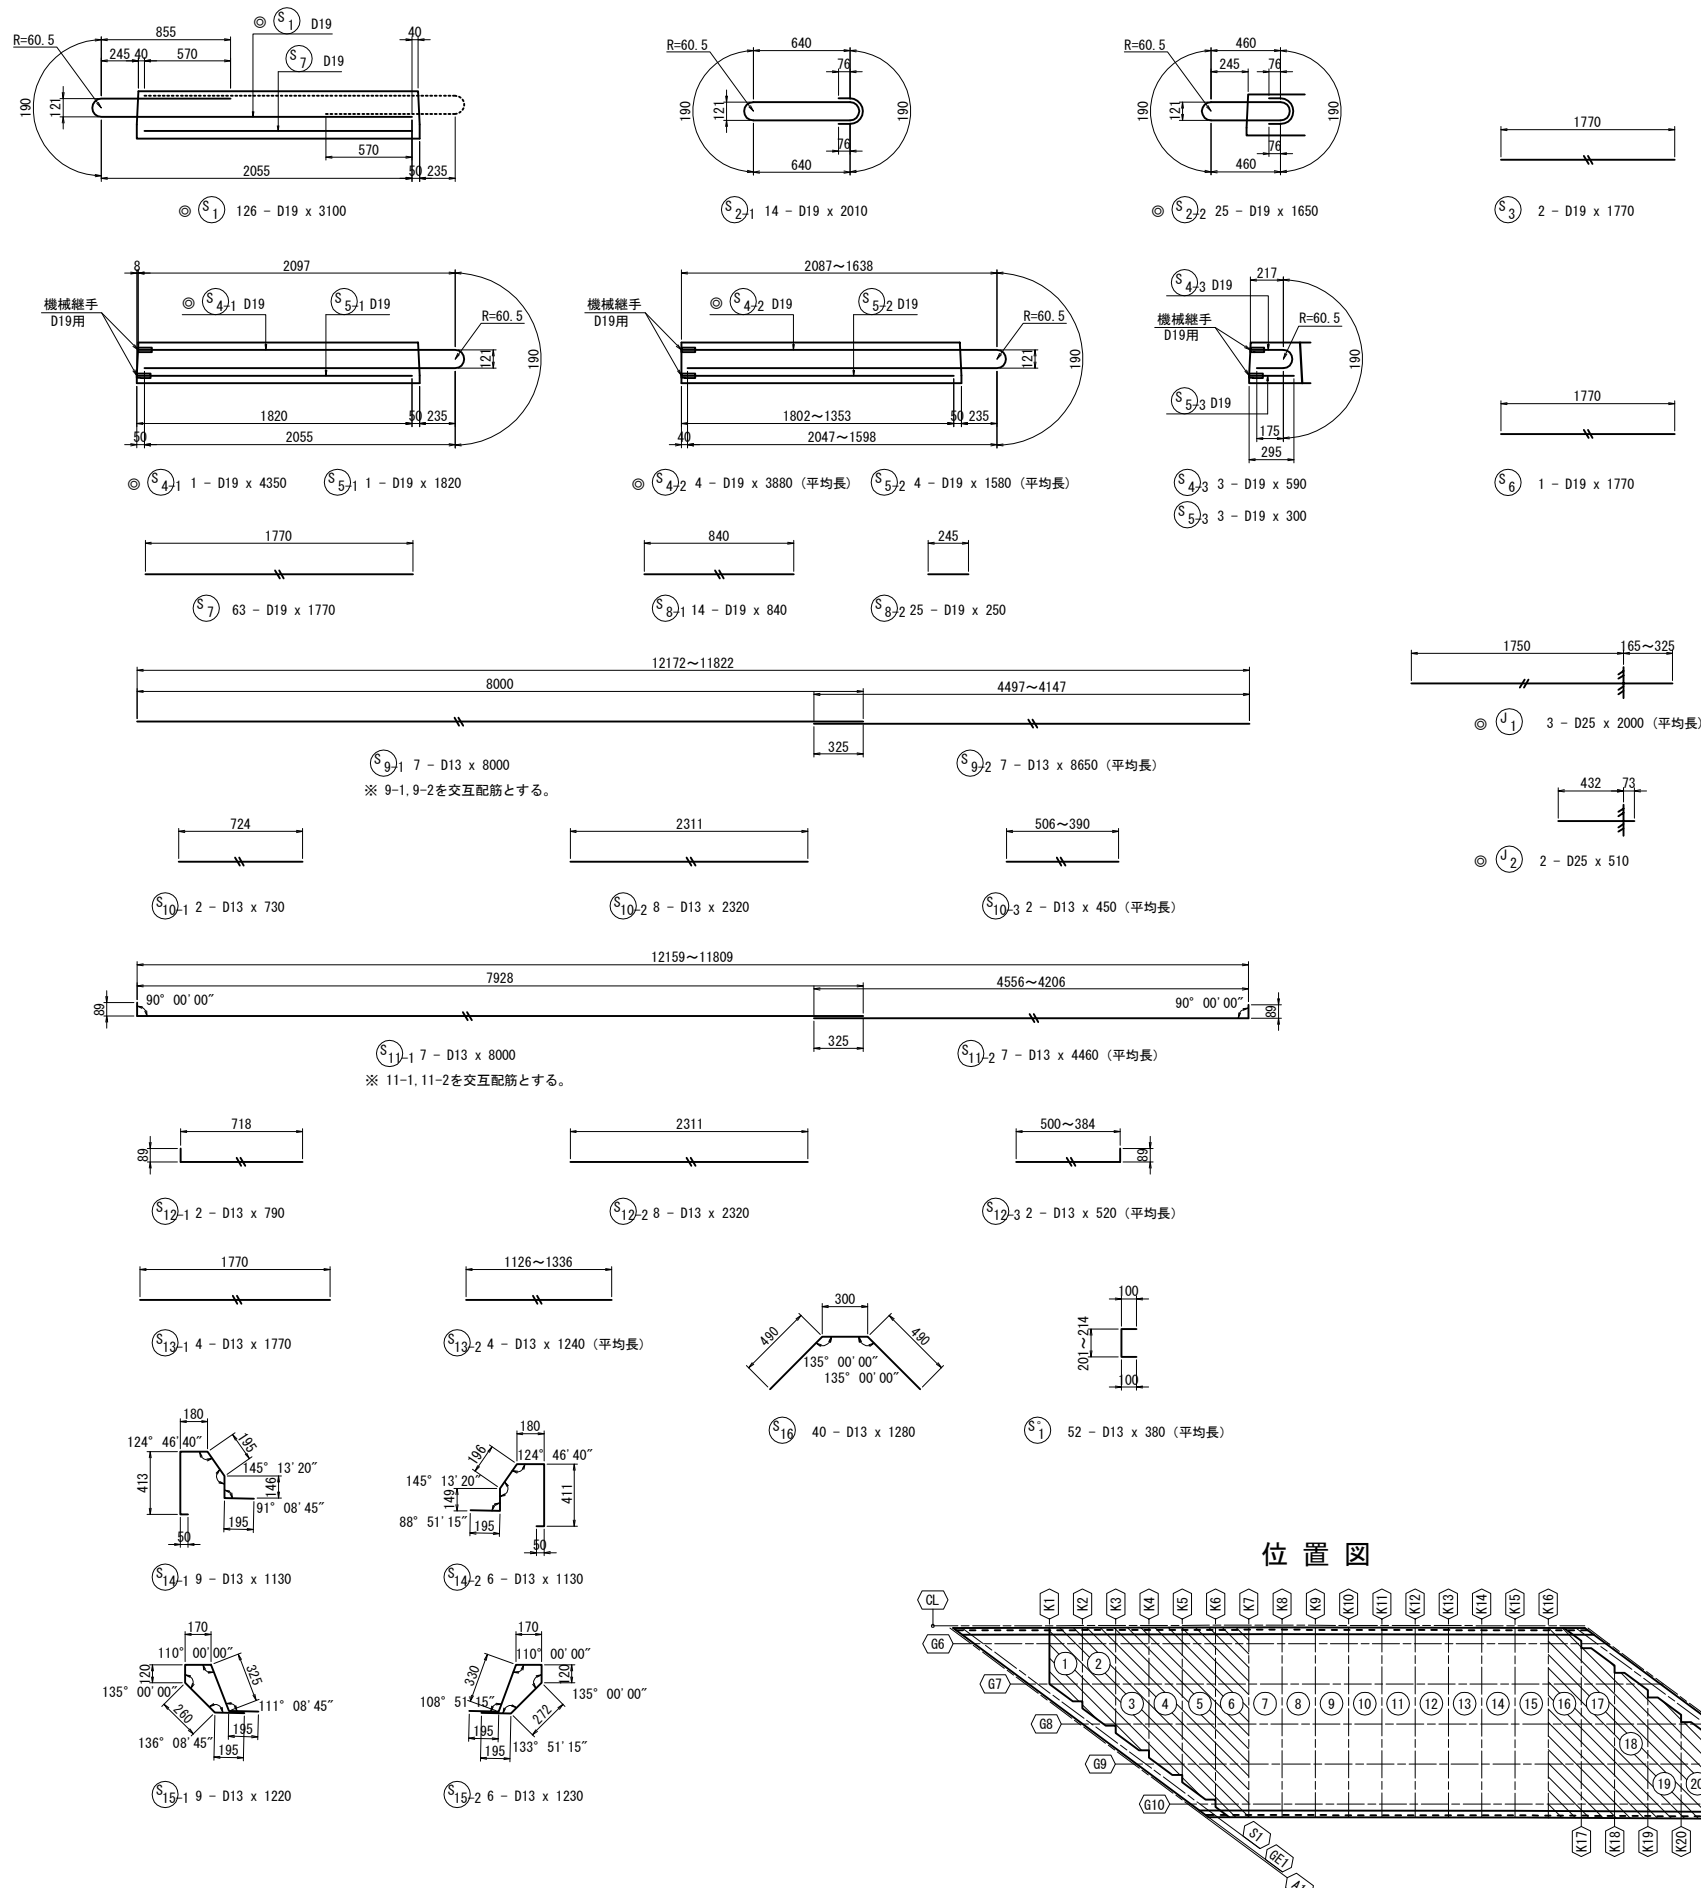 ◎ S1 D19
S7 D19
R=60.5
855
245 40 570
40
190
121
570
2055 50 235
◎ S1 126 - D19 x 3100
R=60.5
640
76
190
121
190
76
640
S2-1 14 - D19 x 2010
R=60.5
460
245 76
190
121
190
76
460
◎ S2-2 25 - D19 x 1650
1770
S3 2 - D19 x 1770
8 2097
機械継手
D19用
◎ S4-1 D19
S5-1 D19
R=60.5
121
190
1820 50 235
50 2055
◎ S4-1 1 - D19 x 4350
S5-1 1 - D19 x 1820
2087～1638
機械継手
D19用
◎ S4-2 D19
S5-2 D19
R=60.5
121
190
1802～1353 50 235
40 2047～1598
◎ S4-2 4 - D19 x 3880 (平均長)
S5-2 4 - D19 x 1580 (平均長)
S4-3 D19
217
機械継手
D19用
R=60.5
190
S5-3 D19
175
295
S4-3 3 - D19 x 590
S5-3 3 - D19 x 300
1770
S6 1 - D19 x 1770
1770
S7 63 - D19 x 1770
840
S8-1 14 - D19 x 840
245
S8-2 25 - D19 x 250
12172～11822
8000
4497～4147
325
S9-1 7 - D13 x 8000
※ 9-1,9-2を交互配筋とする。
S9-2 7 - D13 x 8650 (平均長)
1750 165～325
◎ J1 3 - D25 x 2000 (平均長)
432 73
◎ J2 2 - D25 x 510
724
S10-1 2 - D13 x 730
2311
S10-2 8 - D13 x 2320
506～390
S10-3 2 - D13 x 450 (平均長)
12159～11809
7928
4556～4206
89
90° 00'00"
90° 00'00"
89
325
S11-1 7 - D13 x 8000
※ 11-1,11-2を交互配筋とする。
S11-2 7 - D13 x 4460 (平均長)
718
89
S12-1 2 - D13 x 790
2311
S12-2 8 - D13 x 2320
500～384
89
S12-3 2 - D13 x 520 (平均長)
1770
S13-1 4 - D13 x 1770
1126～1336
S13-2 4 - D13 x 1240 (平均長)
300
490
490
135° 00'00"
135° 00'00"
S16 40 - D13 x 1280
100
201～214
100
S°1 52 - D13 x 380 (平均長)
180
124° 46'40"
195
145° 13'20"
413
146
91° 08'45"
195
50
S14-1 9 - D13 x 1130
180
196
124° 46'40"
145° 13'20"
149
411
88° 51'15"
195
50
S14-2 6 - D13 x 1130
170
110° 00'00"
120
325
135° 00'00"
111° 08'45"
260
195
136° 08'45"
195
S15-1 9 - D13 x 1220
170
110° 00'00"
330
120
108° 51'15"
135° 00'00"
272
195
195
133° 51'15"
S15-2 6 - D13 x 1230
位置図
CL K1 K2 K3 K4 K5 K6 K7 K8 K9 K10 K11 K12 K13 K14 K15 K16
G6
1 2
G7
3 4 5 6 7 8 9 10 11 12 13 14 15 16 17
G8
18
G9
19 20
G10
S1
GE1
A1
K17 K18 K19 K20